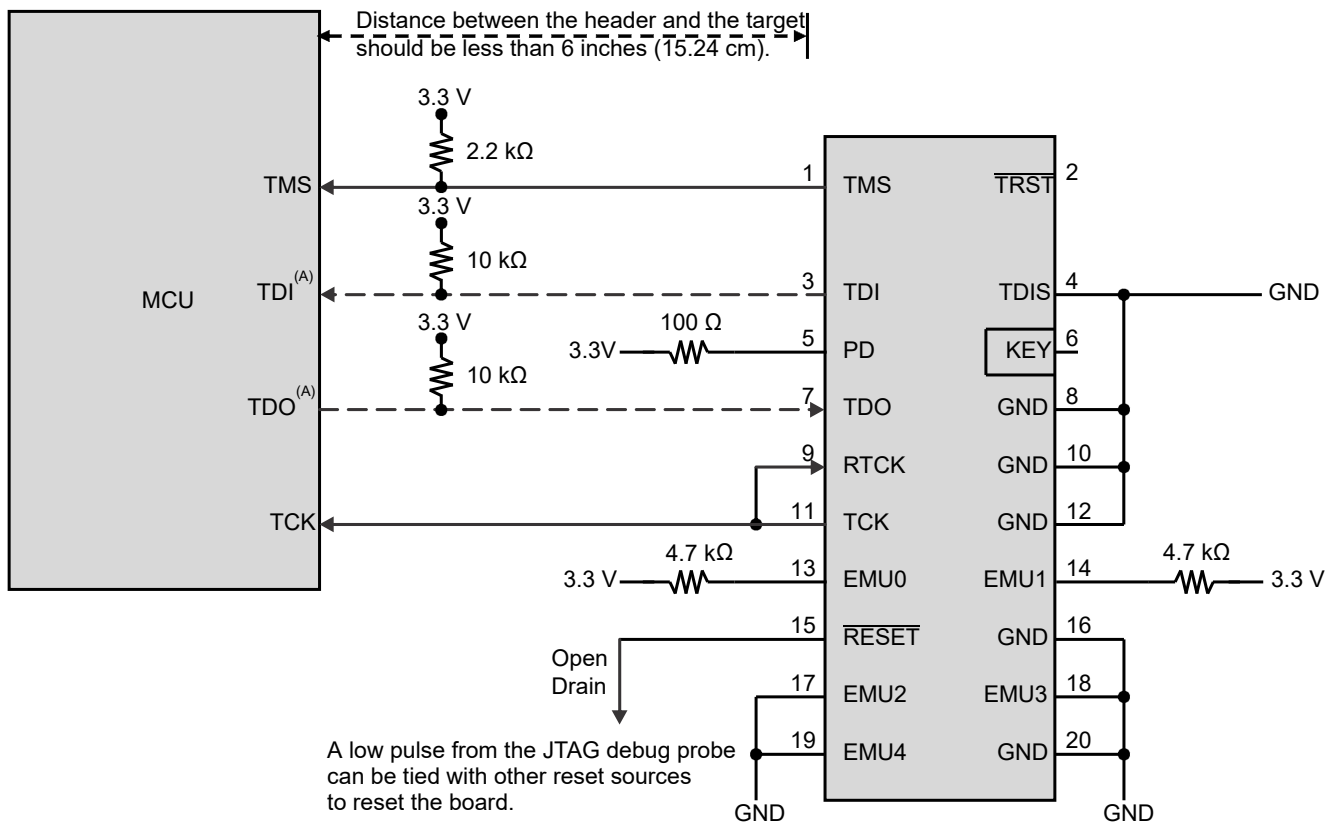 Distance between the header and the target
should be less than 6 inches (15.24 cm).
3.3 V
2.2 kΩ
TMS
1
TMS
TRST
2
3.3 V
10 kΩ
MCU
TDI(A)
3
TDI
TDIS
4
GND
3.3 V
100 Ω
3.3V
5
PD
KEY
6
10 kΩ
TDO(A)
7
TDO
GND
8
9
RTCK
GND
10
TCK
11
TCK
GND
12
4.7 kΩ
3.3 V
13
EMU0
EMU1
14
4.7 kΩ
3.3 V
15
RESET
GND
16
Open
Drain
17
EMU2
EMU3
18
A low pulse from the JTAG debug probe
can be tied with other reset sources
to reset the board.
19
EMU4
GND
20
GND
GND